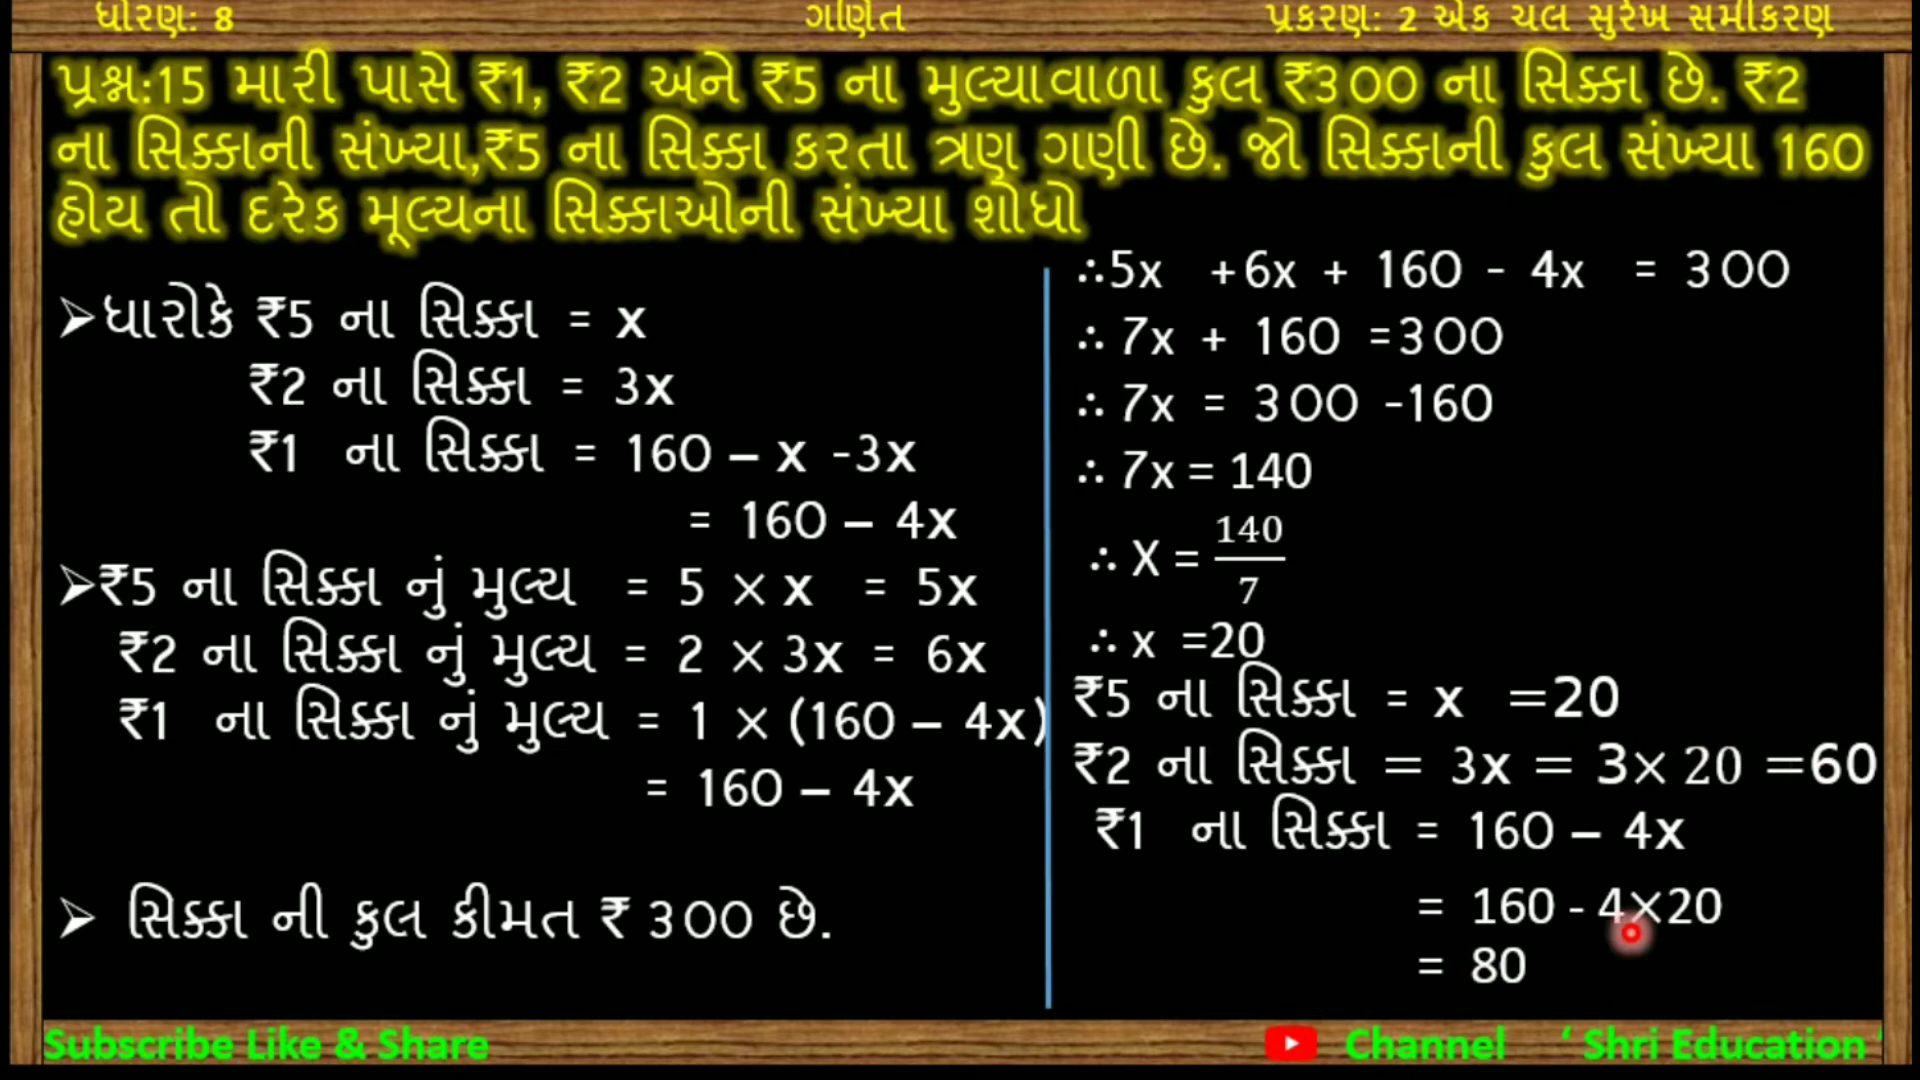 ધોરણ: 8 ગણિત પ્રકરણ: 2 એક ચલ સુરેખ સમીકરણ
પ્રશ્ન:15 મારી પાસે ₹1, ₹2 અને ₹5 ના મુલ્યાવાળા કુલ ₹300 ના સિક્કા છે. ₹2
ના સિક્કાની સંખ્યા,₹5 ના સિક્કા કરતા ત્રણ ગણી છે. જો સિક્કાની કુલ સંખ્યા 160
હોય તો દરેક મૂલ્યના સિક્કાઓની સંખ્યા શોધો
➢ધારોકે ₹5 ના સિક્કા = x
₹2 ના સિક્કા = 3x
₹1 ના સિક્કા = 160 – x -3x
= 160 – 4x
➢₹5 ના સિક્કા નું મુલ્ય = 5 × x = 5x
₹2 ના સિક્કા નું મુલ્ય = 2 × 3x = 6x
₹1 ના સિક્કા નું મુલ્ય = 1 × (160 – 4x)
= 160 – 4x
➢ સિક્કા ની કુલ કીમત ₹ 300 છે.
∴5x +6x + 160 - 4x = 300
∴ 7x + 160 =300
∴ 7x = 300 -160
∴ 7x = 140
∴ X = 140/7
∴ x =20
₹5 ના સિક્કા = x =20
₹2 ના સિક્કા = 3x = 3× 20 =60
₹1 ના સિક્કા = 160 – 4x
= 160 - 4×20
= 80
Subscribe Like & Share Channel ‘ Shri Education ’